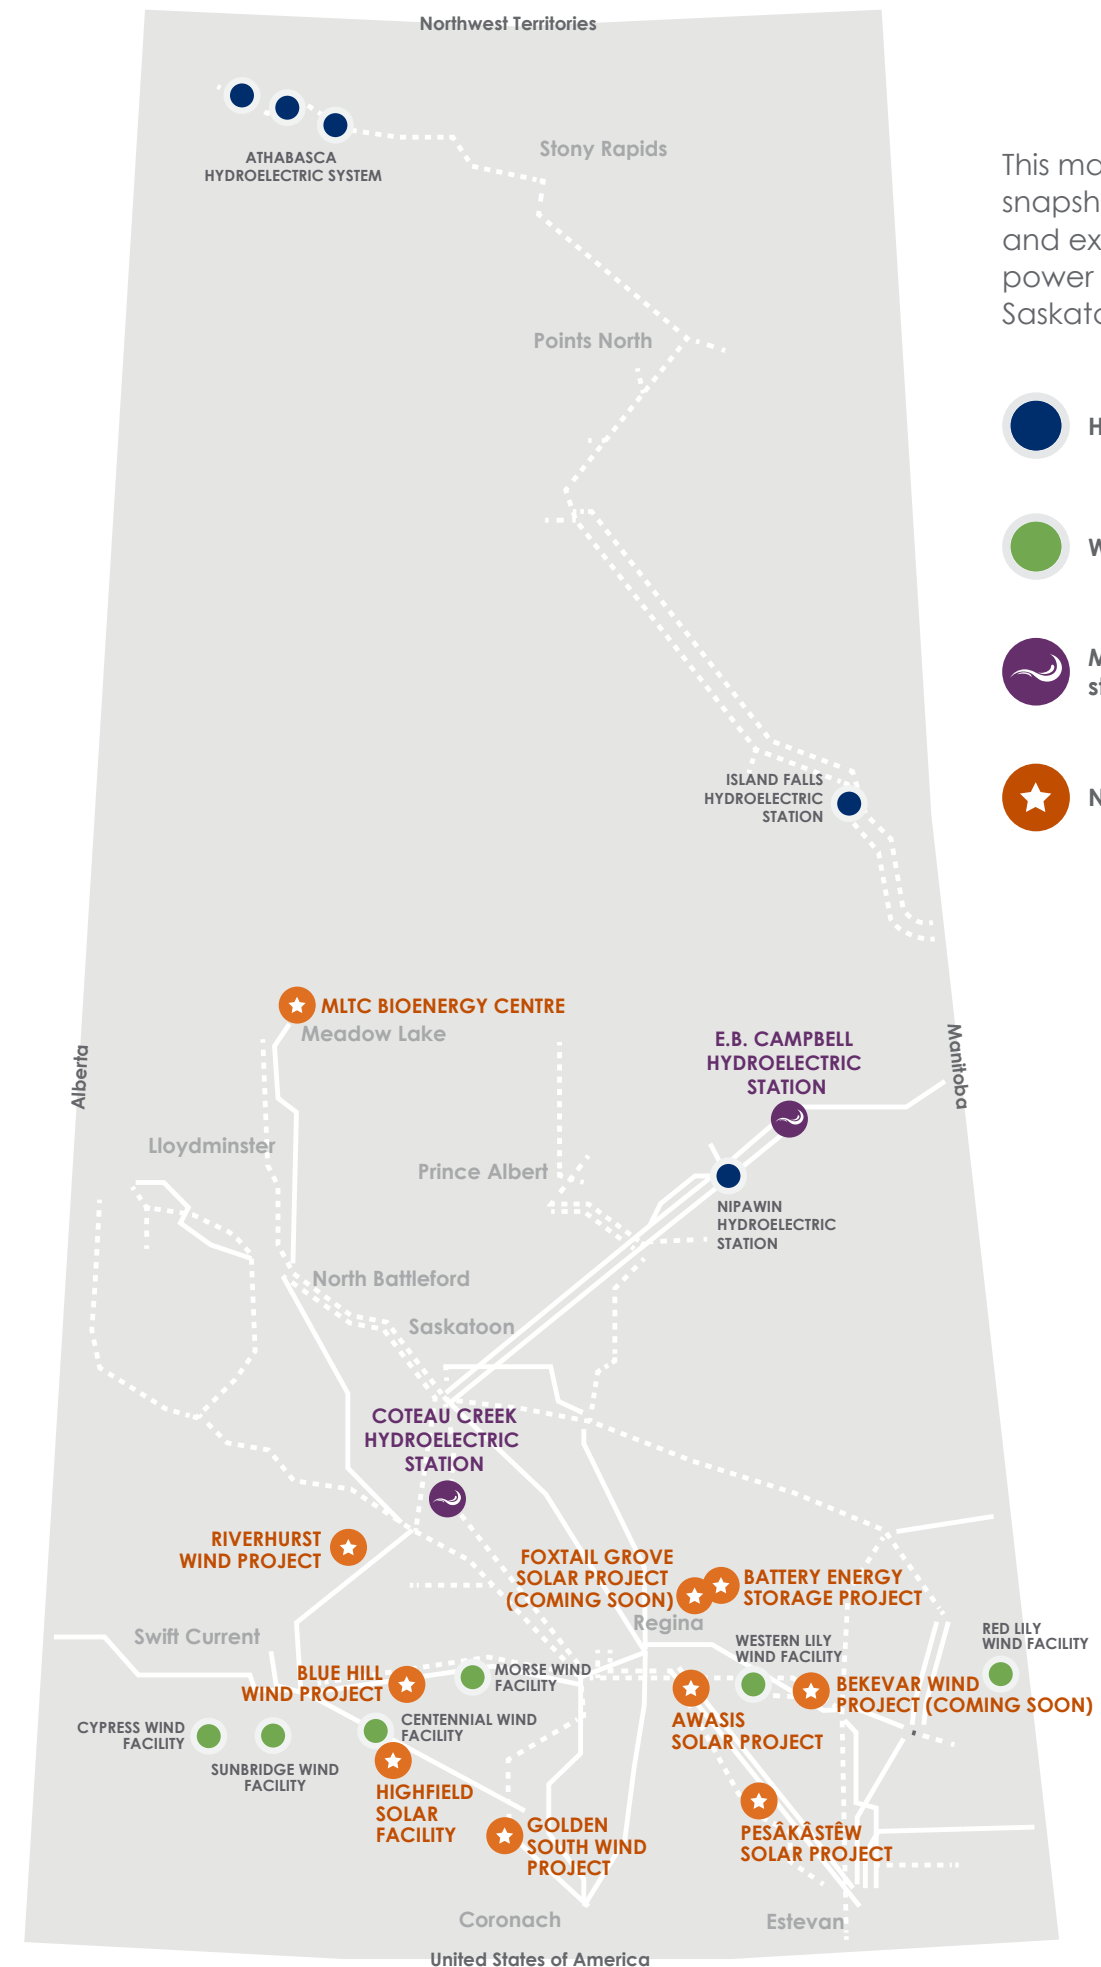 Northwest Territories
ATHABASCA
HYDROELECTRIC SYSTEM
Stony Rapids
Points North
This
and
power
H
W
M
N
ISLAND FALLS
HYDROELECTRIC
STATION
MLTC BIOENERGY CENTRE
Meadow Lake
Alberta
Manitoba
E.B. CAMPBELL
HYDROELECTRIC
STATION
Lloydminster
Prince Albert
NIPAWIN
HYDROELECTRIC
STATION
North Battleford
Saskatoon
COTEAU CREEK
HYDROELECTRIC
STATION
RIVERHURST
WIND PROJECT
FOXTAIL GROVE
SOLAR PROJECT
(COMING SOON)
BATTERY ENERGY
STORAGE PROJECT
Regina
Swift Current
WESTERN LILY
WIND FACILITY
RED LILY
WIND FACILITY
BLUE HILL
WIND PROJECT
MORSE WIND
FACILITY
BEKEVAR WIND
PROJECT (COMING SOON)
AWASIS
SOLAR PROJECT
CYPRESS WIND
FACILITY
CENTENNIAL WIND
FACILITY
SUNBRIDGE WIND
FACILITY
HIGHFIELD
SOLAR
FACILITY
GOLDEN
SOUTH WIND
PROJECT
PESÂKÂSTÊW
SOLAR PROJECT
Coronach
Estevan
United States of America